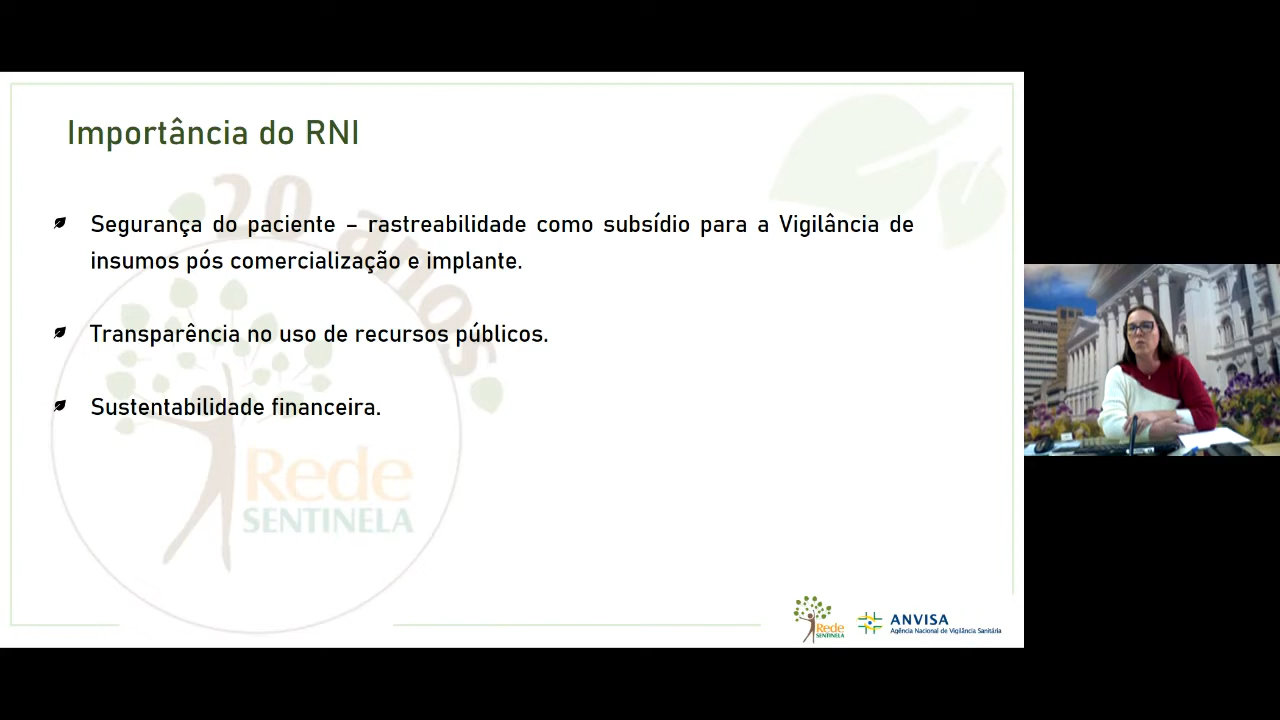 Importância do RNI
20 anos
Segurança do paciente – rastreabilidade como subsídio para a Vigilância de
insumos pós comercialização e implante.
Transparência no uso de recursos públicos.
Sustentabilidade financeira.
Rede
SENTINELA
Rede
SENTINELA
ANVISA
Agência Nacional de Vigilância Sanitária